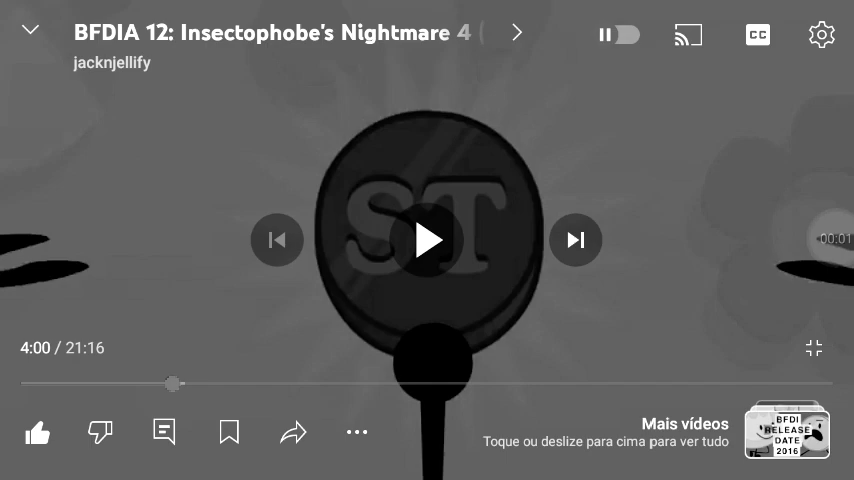 BFDIA 12: Insectophobe's Nightmare 4 (
CC
jacknjellify
ST
00:01
4:00 / 21:16
Mais vídeos
Toque ou deslize para cima para ver tudo
BFDI
RELEASE
DATE
2016